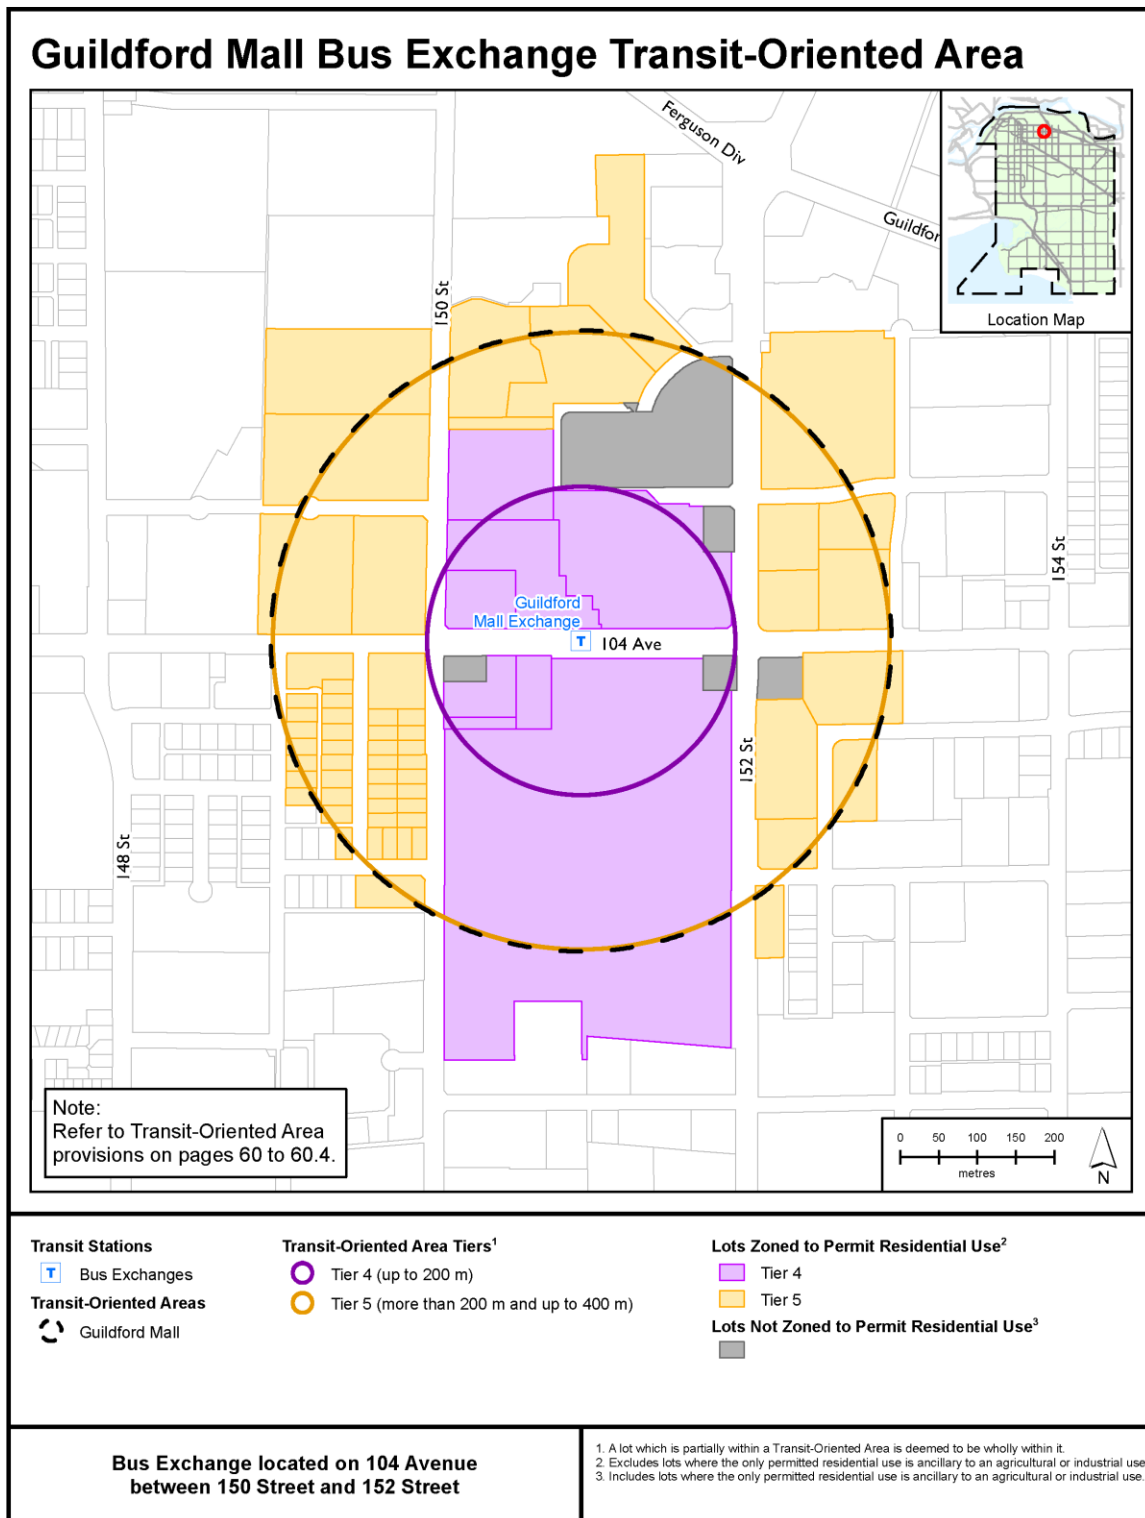 Guildford Mall Bus Exchange Transit-Oriented Area
Ferguson Div
Guildfor
Location Map
150 St
154 St
Guildford
Mall Exchange
T
104 Ave
152 St
148 St
Note:
Refer to Transit-Oriented Area
provisions on pages 60 to 60.4.
0 50 100 150 200
metres
N
Transit Stations
T Bus Exchanges
Transit-Oriented Areas
Guildford Mall
Transit-Oriented Area Tiers¹
Tier 4 (up to 200 m)
Tier 5 (more than 200 m and up to 400 m)
Lots Zoned to Permit Residential Use²
Tier 4
Tier 5
Lots Not Zoned to Permit Residential Use³
Bus Exchange located on 104 Avenue
between 150 Street and 152 Street
1. A lot which is partially within a Transit-Oriented Area is deemed to be wholly within it.
2. Excludes lots where the only permitted residential use is ancillary to an agricultural or industrial use
3. Includes lots where the only permitted residential use is ancillary to an agricultural or industrial use.